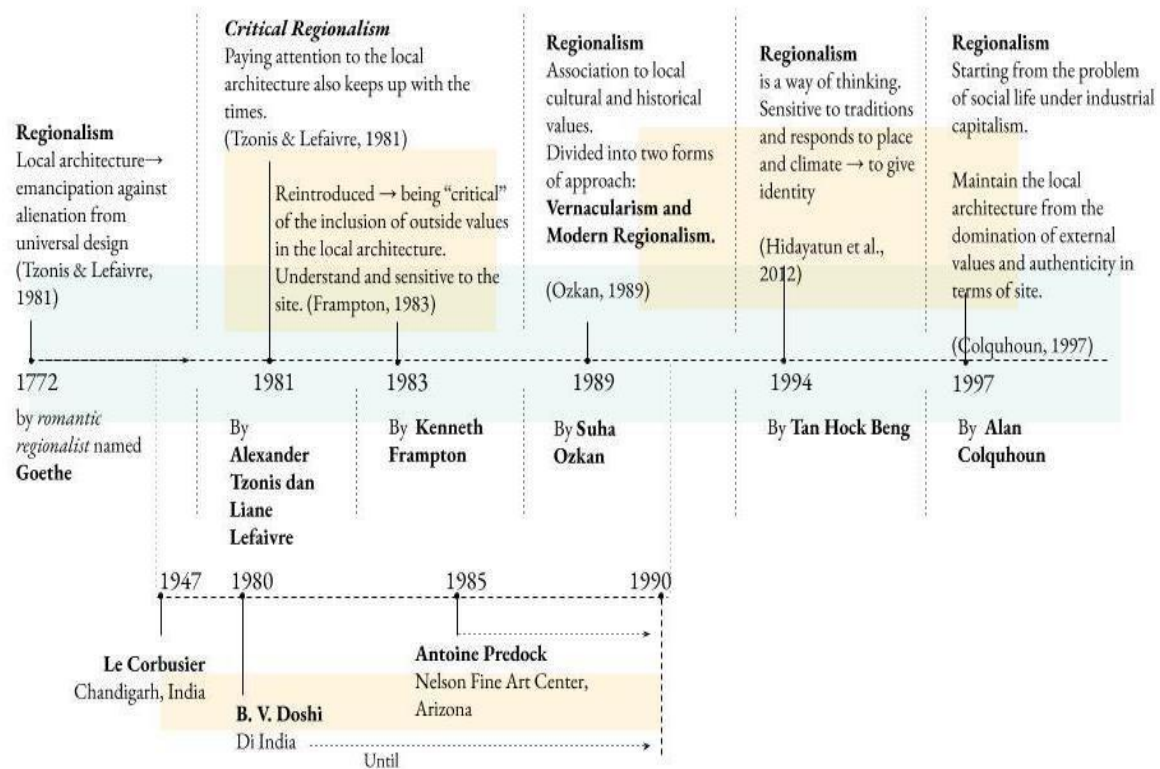 Regionalism
Local architecture→
emancipation against
alienation from
universal design
(Tzonis & Lefaivre,
1981)
Critical Regionalism
Paying attention to the local
architecture also keeps up with the
times.
(Tzonis & Lefaivre, 1981)
Reintroduced → being “critical”
of the inclusion of outside values
in the local architecture.
Understand and sensitive to the
site. (Frampton, 1983)
Regionalism
Association to local
cultural and historical
values.
Divided into two forms
of approach:
Vernacularism and
Modern Regionalism.
(Ozkan, 1989)
Regionalism
is a way of thinking.
Sensitive to traditions
and responds to place
and climate → to give
identity
(Hidayatun et al.,
2012)
Regionalism
Starting from the problem
of social life under industrial
capitalism.
Maintain the local
architecture from the
domination of external
values and authenticity in
terms of site.
(Colquhoun, 1997)
1772
by romantic
regionalist named
Goethe
1981
By
Alexander
Tzonis dan
Liane
Lefaivre
1983
By Kenneth
Frampton
1989
By Suha
Ozkan
1994
By Tan Hock Beng
1997
By Alan
Colquhoun
1947
Le Corbusier
Chandigarh, India
1980
B. V. Doshi
Di India
Until
1985
Antoine Predock
Nelson Fine Art Center,
Arizona
1990